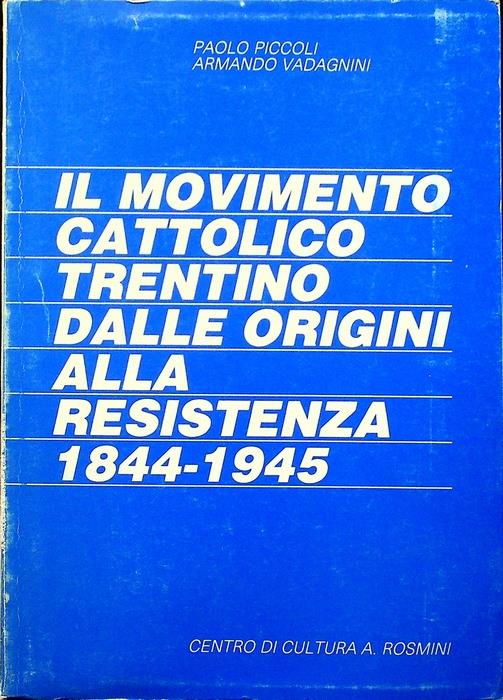 PAOLO PICCOLI
ARMANDO VADAGNINI
IL MOVIMENTO
CATTOLICO
TRENTINO
DALLE ORIGINI
ALLA
RESISTENZA
1844-1945
CENTRO DI CULTURA A. ROSMINI